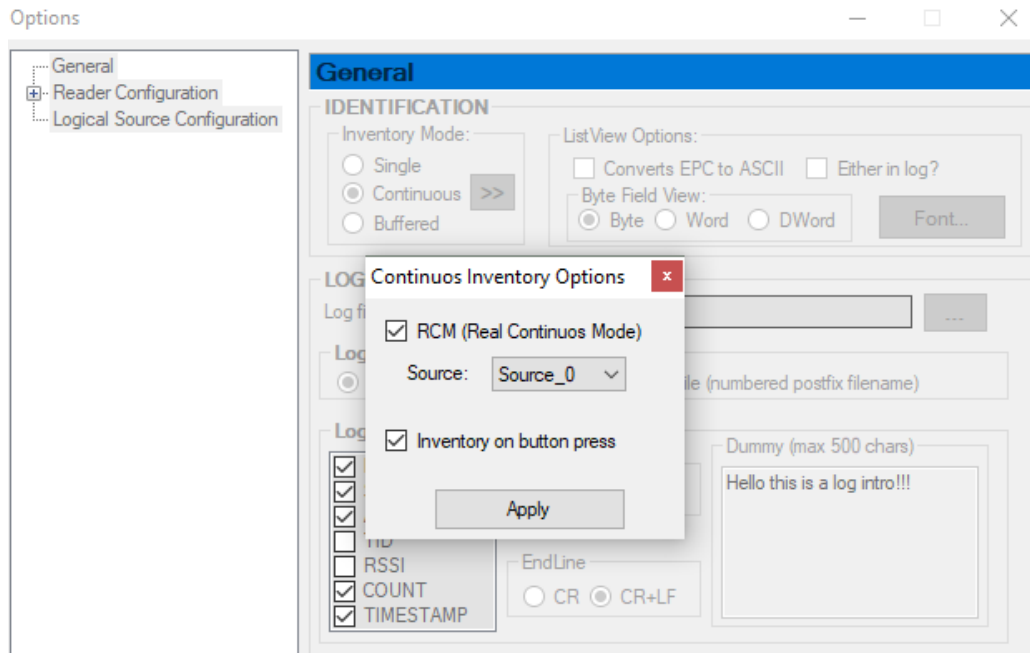 Options
General
Reader Configuration
Logical Source Configuration
General
IDENTIFICATION
Inventory Mode:
Single
Continuous
>>
Buffered
ListView Options:
Converts EPC to ASCII
Either in log?
Byte Field View:
Byte
Word
DWord
Font...
LOG
Log fi
...
Log
ile (numbered postfix filename)
Continuos Inventory Options
x
RCM (Real Continuos Mode)
Source:
Source_0
Inventory on button press
Apply
Log
TID
RSSI
COUNT
TIMESTAMP
EndLine
CR
CR+LF
Dummy (max 500 chars)
Hello this is a log intro!!!